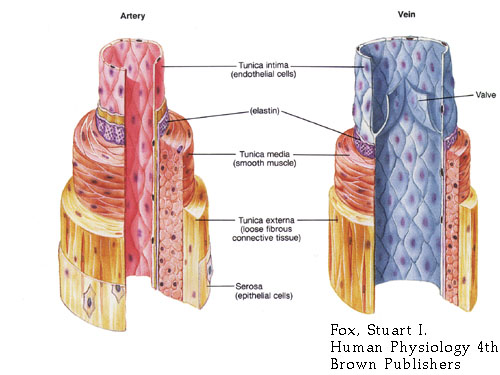 Artery
Vein
Tunica intima
(endothelial cells)
Valve
(elastin)
Tunica media
(smooth muscle)
Tunica externa
(loose fibrous
connective tissue)
Serosa
(epithelial cells)
Fox, Stuart I.
Human Physiology 4th
Brown Publishers